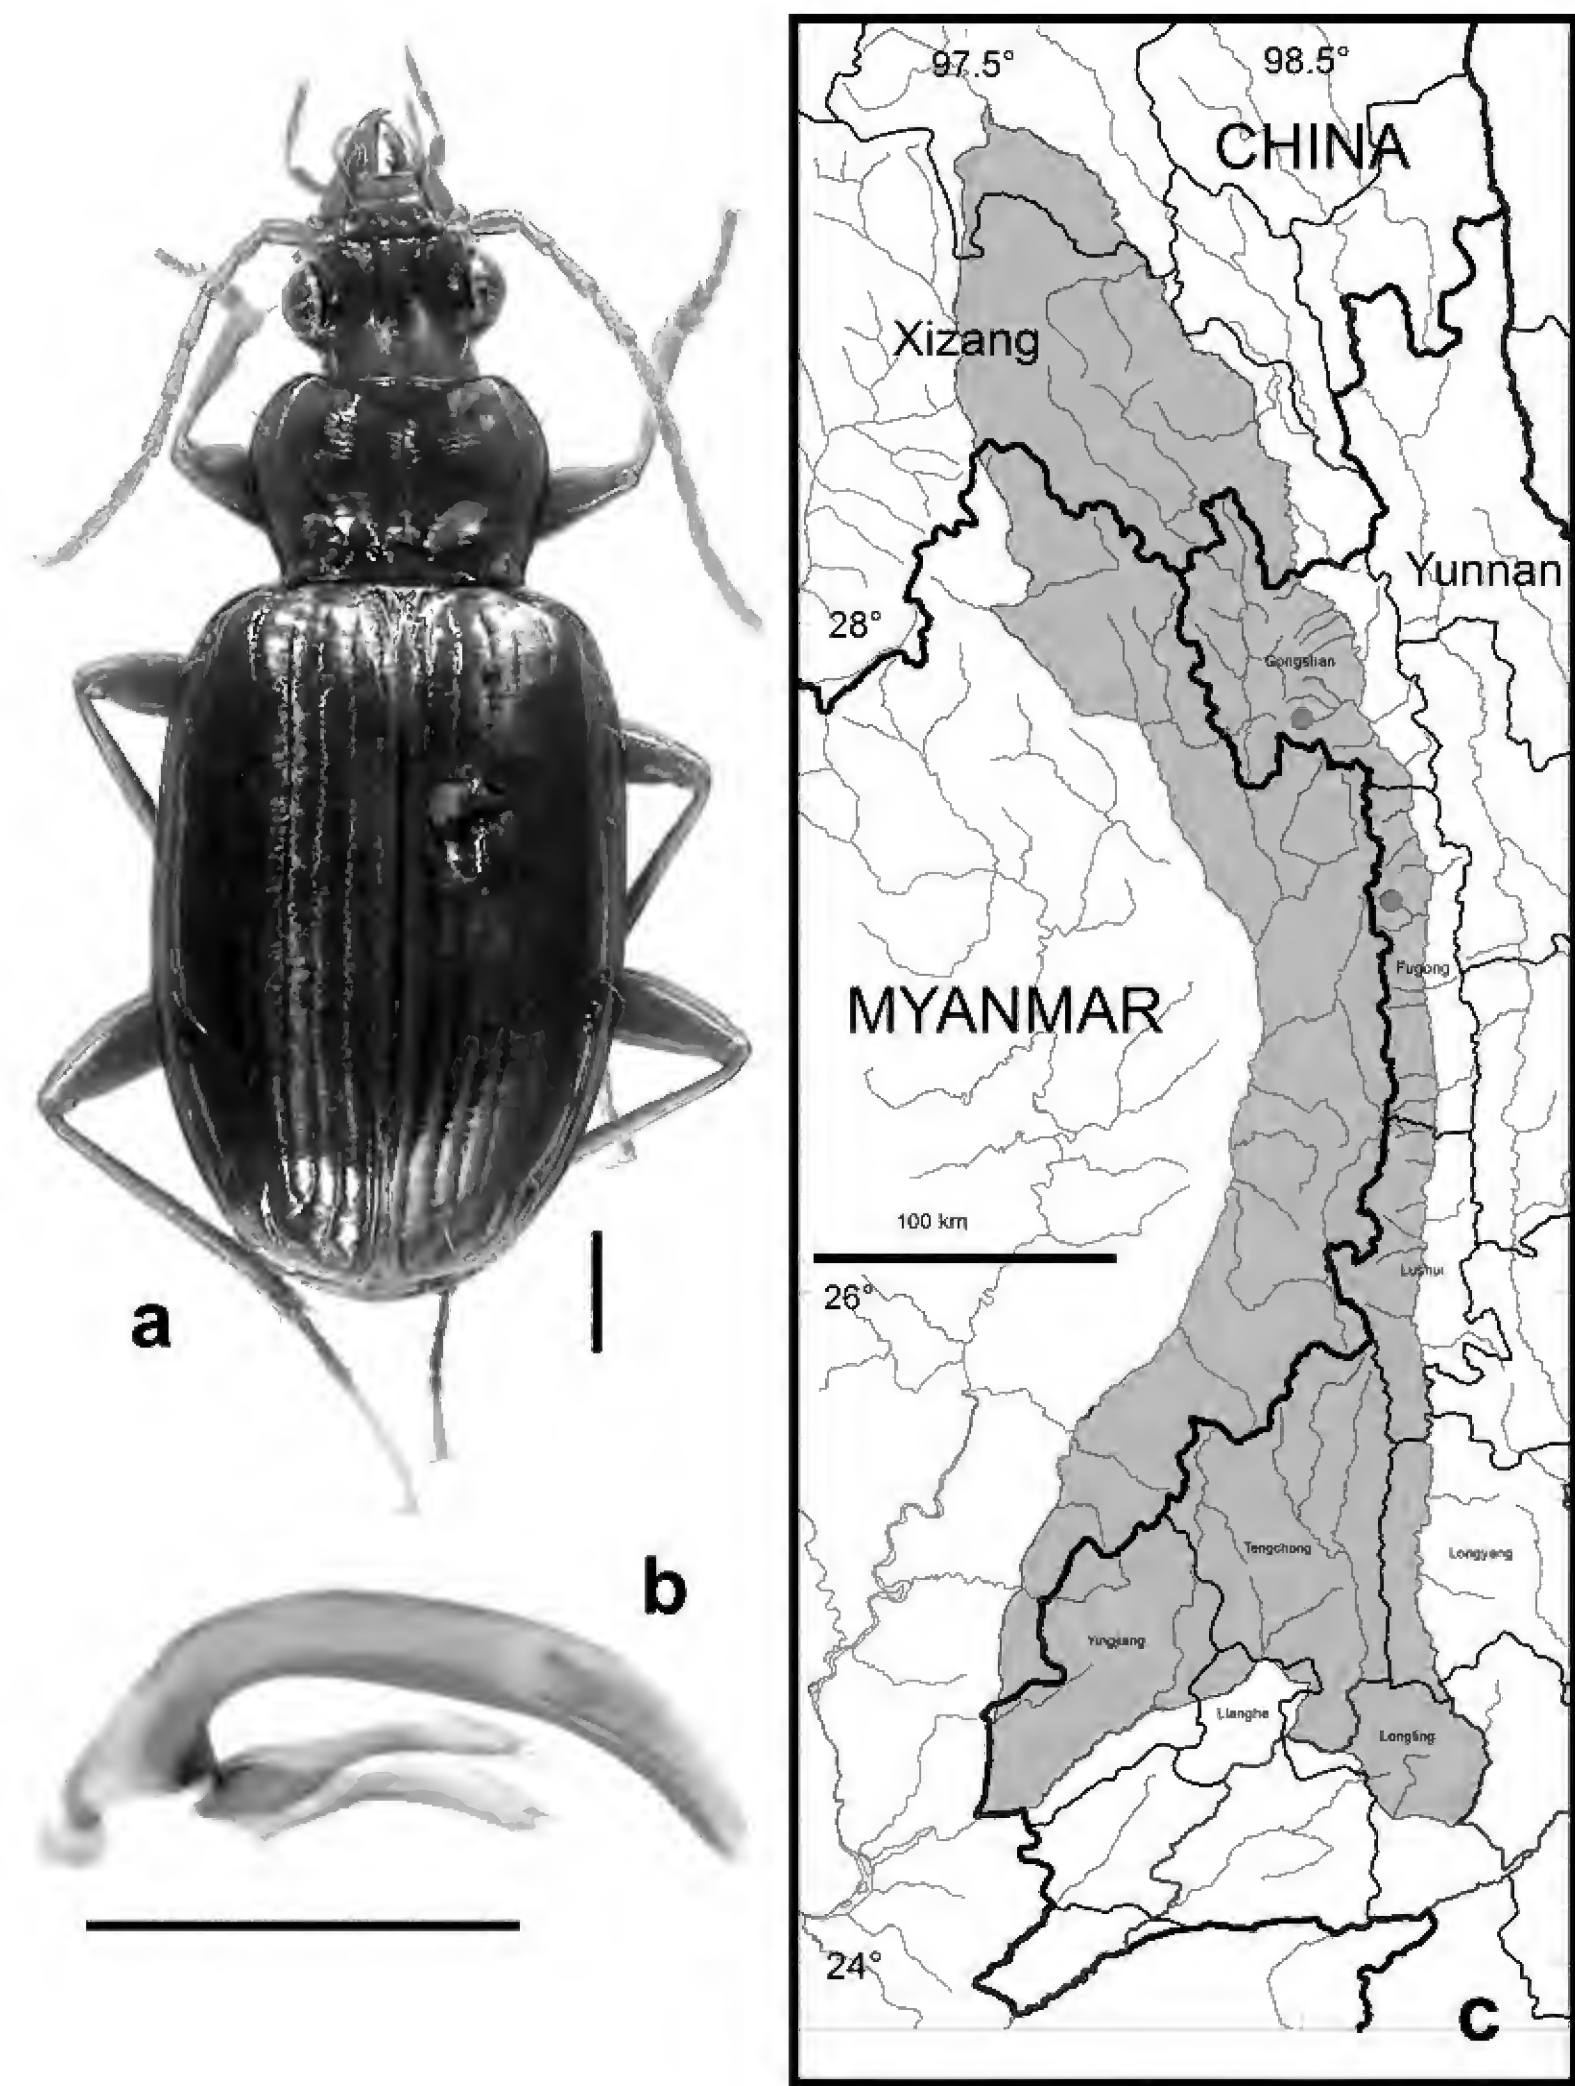 a
b
97.5°
98.5°
CHINA
Xizang
Yunnan
28°
Gongshan
Fugong
MYANMAR
100 km
Lushui
26°
Tengchong
Longyang
Yingjiang
Lianghe
Longling
24°
c